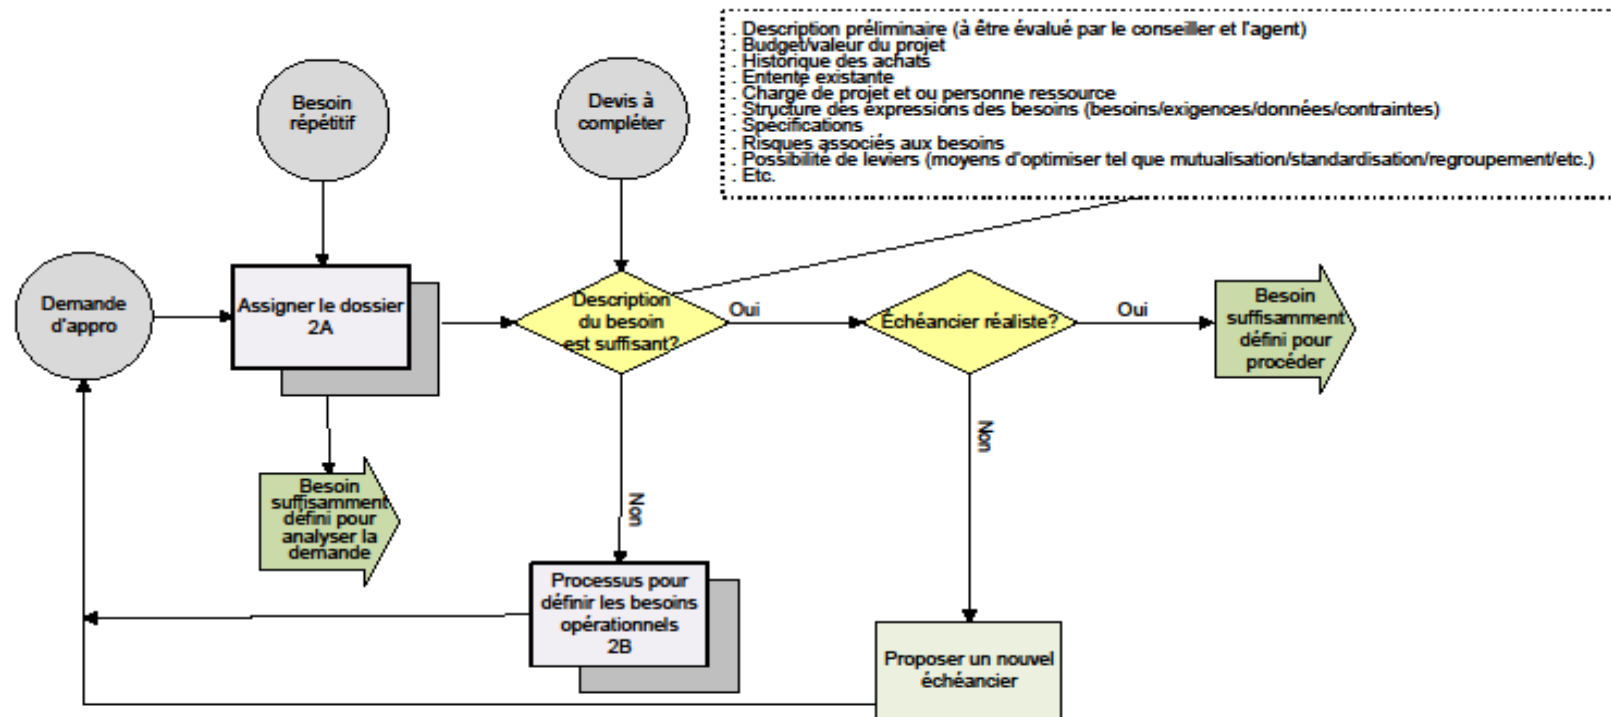 . Description préliminaire (à être évalué par le conseiller et l'agent)
. Budget/valeur du projet
. Historique des achats
. Entente existante
. Chargé de projet et ou personne ressource
. Structure des expressions des besoins (besoins/exigences/données/contraintes)
. Spécifications
. Risques associés aux besoins
. Possibilité de leviers (moyens d'optimiser tel que mutualisation/standardisation/regroupement/etc.)
. Etc.
Besoin
répétitif
Devis à
compléter
Demande
d'appro
Assigner le dossier
2A
Description
du besoin
est suffisant?
Oui
Échéancier réaliste?
Oui
Besoin
suffisamment
défini pour
procéder
Non
Non
Besoin
suffisamment
défini pour
analyser la
demande
Processus pour
définir les besoins
opérationnels
2B
Proposer un nouvel
échéancier